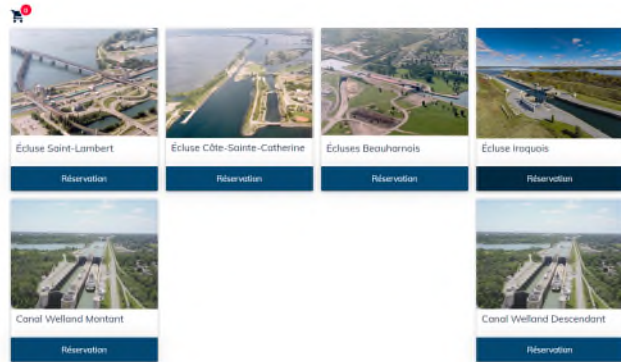 0
Écluse Saint-Lambert
Écluse Côte-Sainte-Catherine
Écluses Beauharnois
Écluse Iroquois
Réservation
Réservation
Réservation
Réservation
Canal Welland Montant
Canal Welland Descendant
Réservation
Réservation